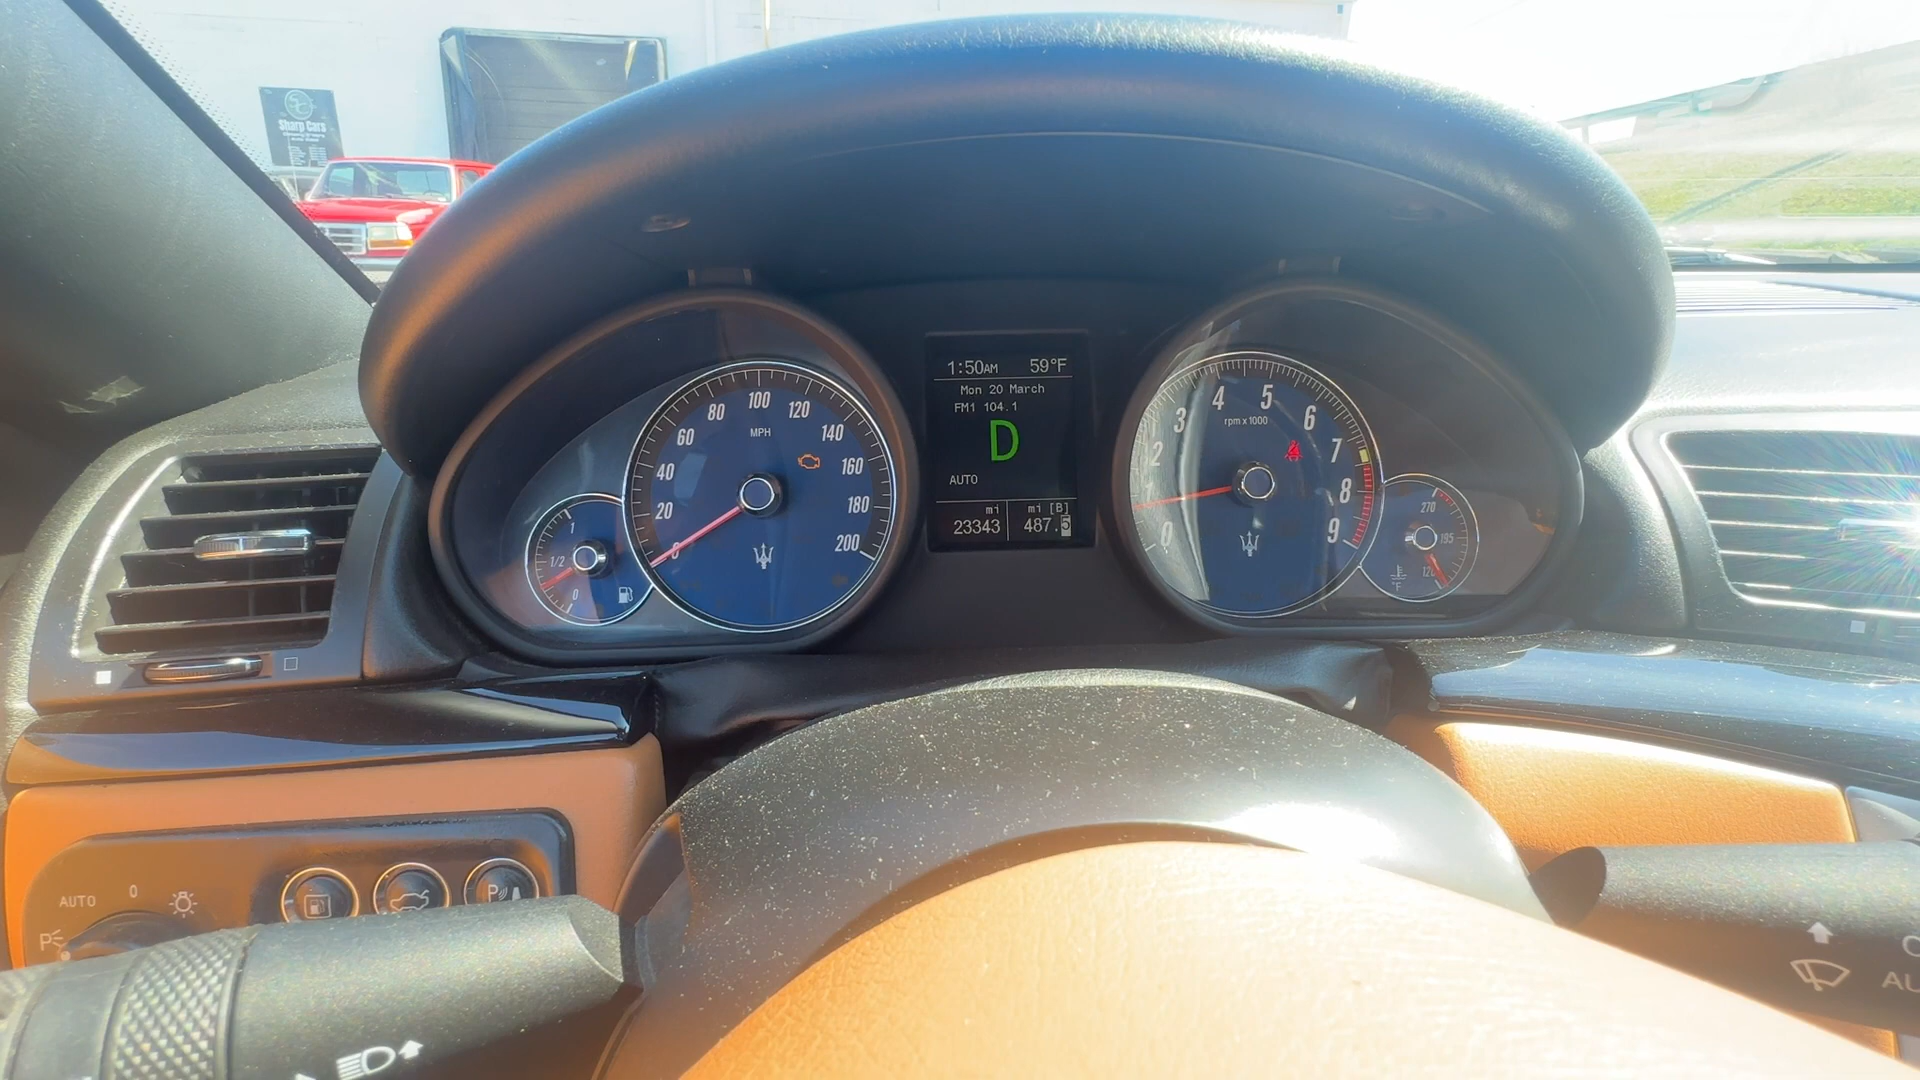 Sharp Cars
1:50AM 59°F
Mon 20 March
FM1 104.1
D
AUTO
mi mi [B]
23343 487.5
0
20
40
60
80
100
120
140
160
180
200
MPH
0
1/2
1
0
2
3
4
5
6
7
8
9
rpm x 1000
270
195
120
°F
AUTO 0
P
P